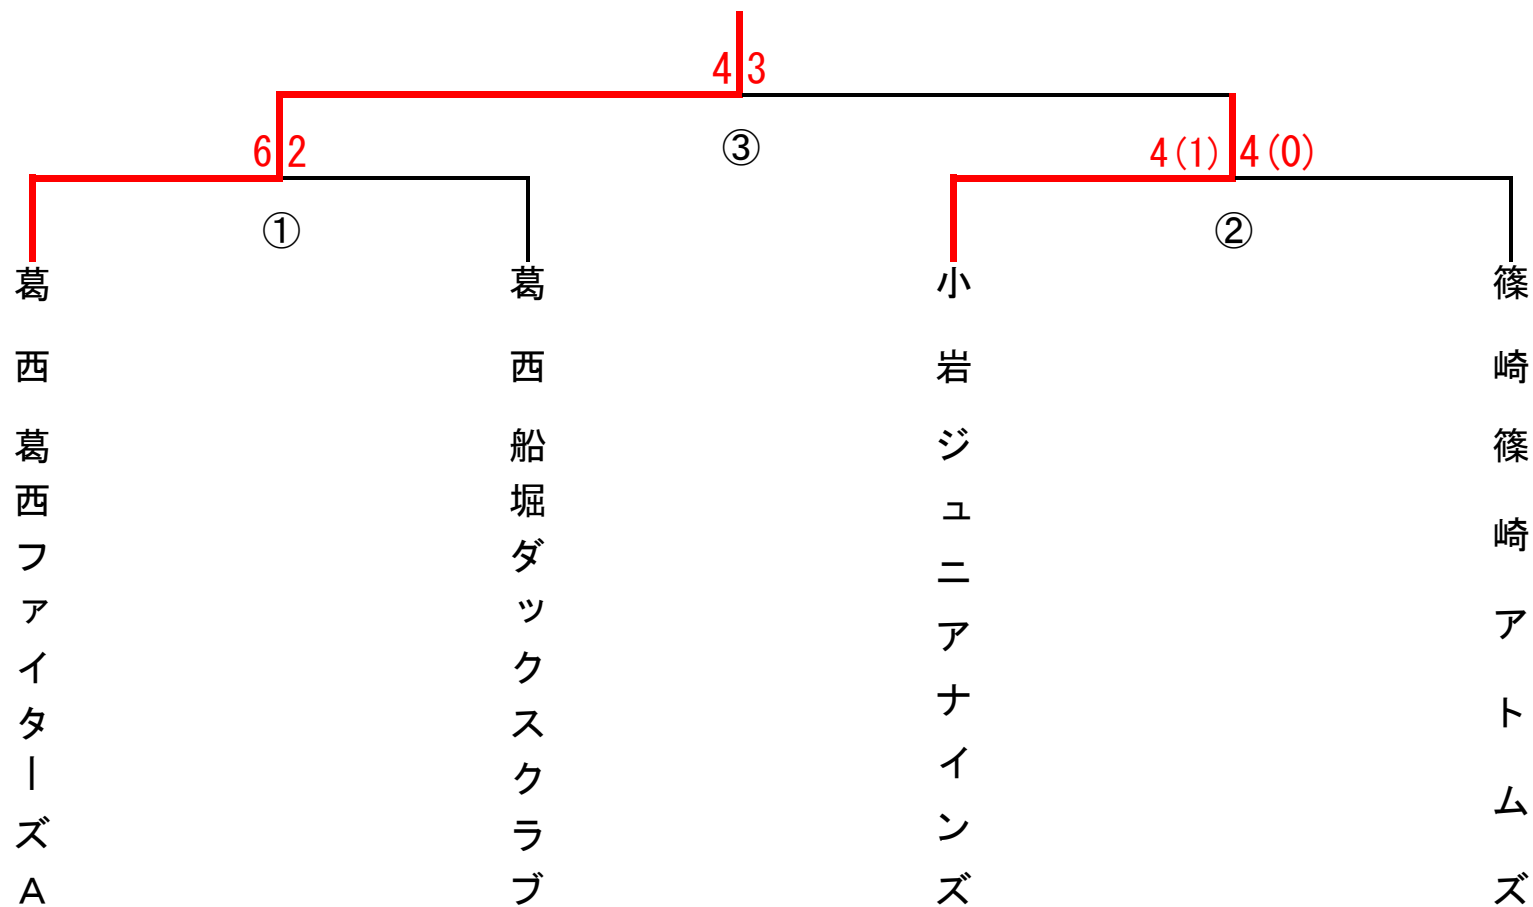 4 3
6 2
③
4(1) 4(0)
①
②
葛西 葛西ファイターズA
葛西 船堀ダックスクラブ
小岩 ジュニアナインズ
篠崎 篠崎アトムズ